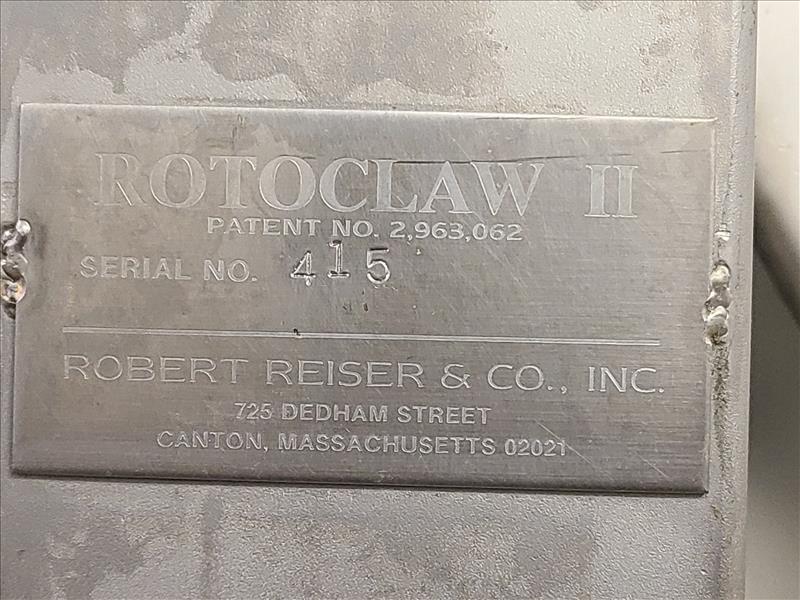 ROTOCLAW II
PATENT NO. 2,963,062
SERIAL NO. 415
ROBERT REISER & CO., INC.
725 DEDHAM STREET
CANTON, MASSACHUSETTS 02021